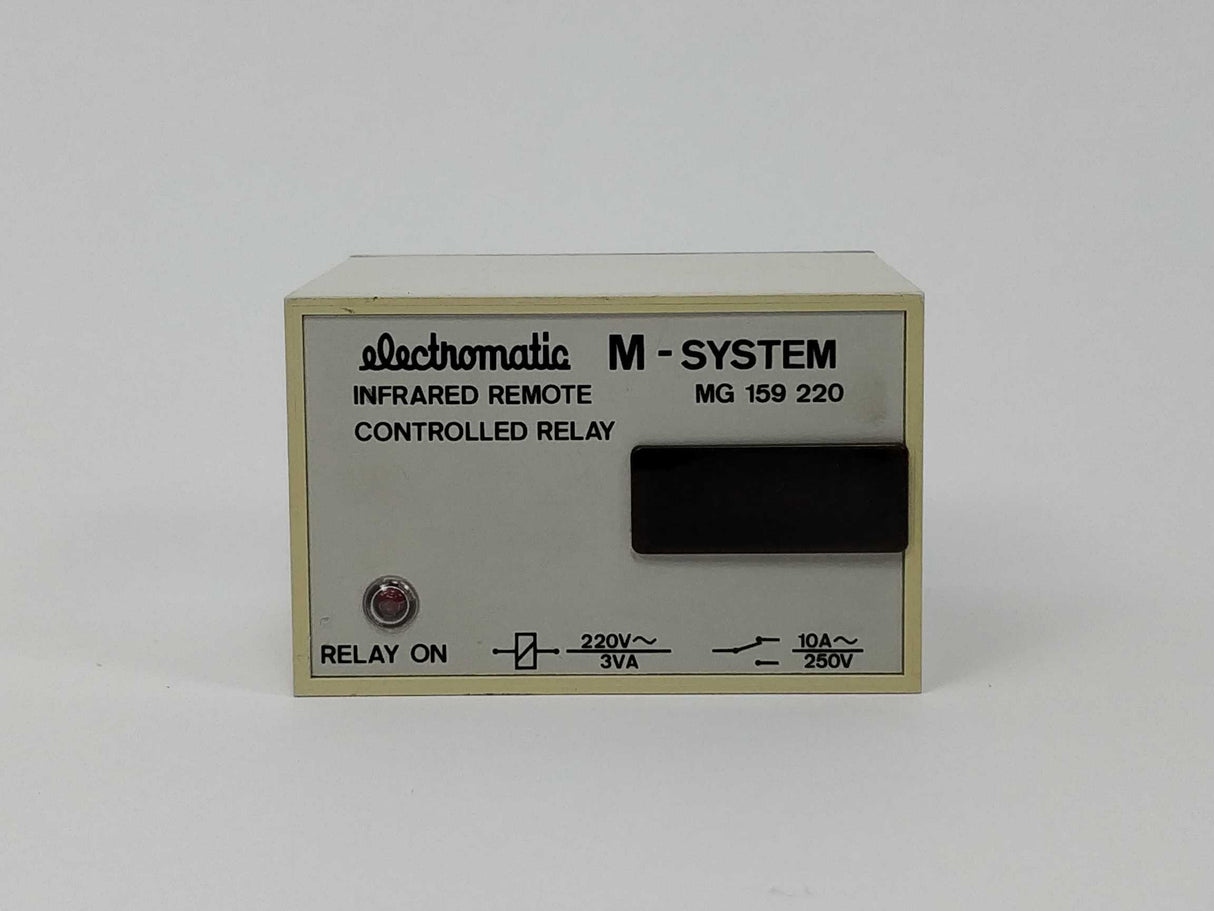 electromatic M - SYSTEM
INFRARED REMOTE MG 159 220
CONTROLLED RELAY
RELAY ON 220V~ 10A~
3VA 250V